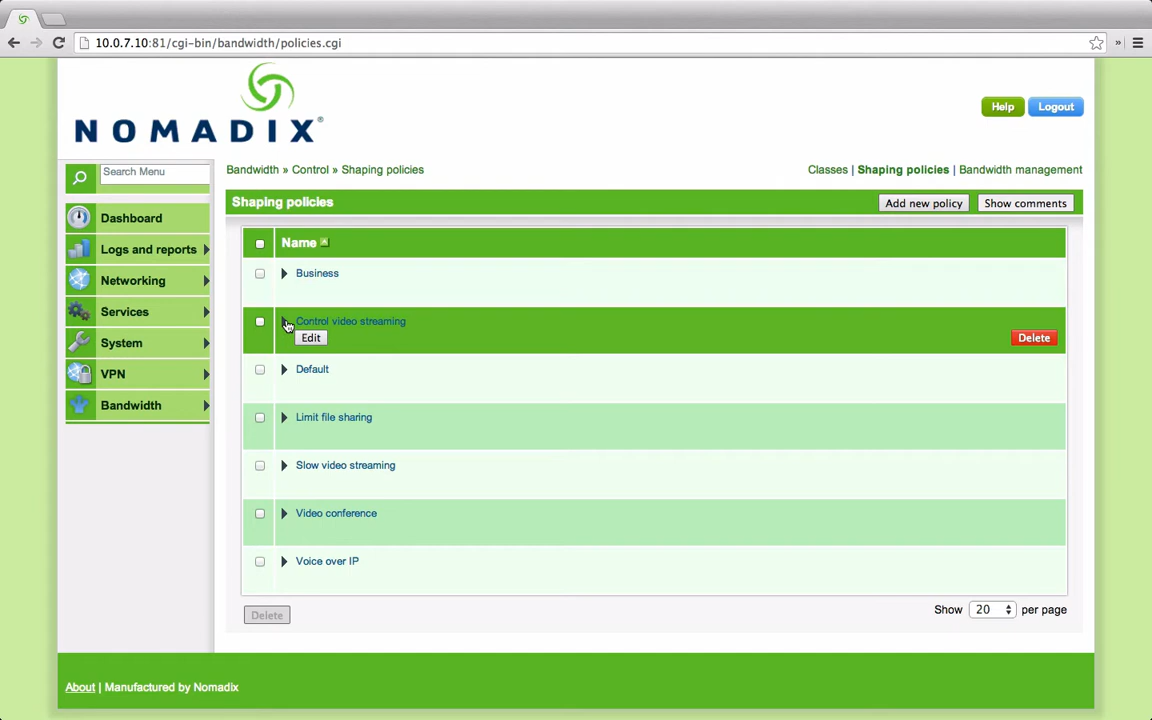 10.0.7.10:81/cgi-bin/bandwidth/policies.cgi
»
NOMADIX®
Help
Logout
Search Menu
Bandwidth » Control » Shaping policies
Classes | Shaping policies | Bandwidth management
Shaping policies
Add new policy
Show comments
Dashboard
Logs and reports
Networking
Services
System
VPN
Bandwidth
Name
Business
Control video streaming
Edit
Delete
Default
Limit file sharing
Slow video streaming
Video conference
Voice over IP
Delete
Show 20 per page
About | Manufactured by Nomadix